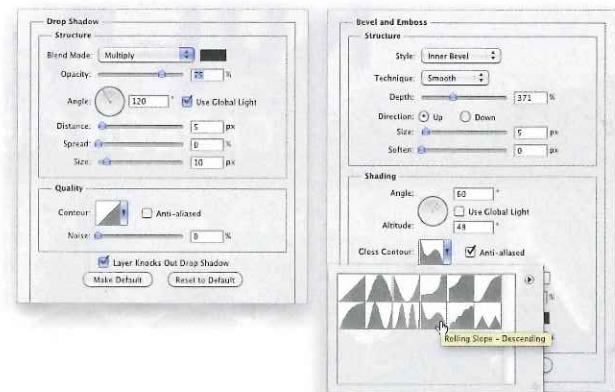 Drop Shadow
Structure
Blend Mode: Multiply
Opacity: 75 %
Angle: 120 ° Use Global Light
Distance: 5 px
Spread: 0 %
Size: 10 px
Quality
Contour: Anti-aliased
Noise: 0 %
Layer Knocks Out Drop Shadow
Make Default Reset to Default
Bevel and Emboss
Structure
Style: Inner Bevel
Technique: Smooth
Depth: 371 %
Direction: Up Down
Size: 5 px
Soften: 0 px
Shading
Angle: 60 °
Use Global Light
Altitude: 48 °
Gloss Contour: Anti-aliased
%
Rolling Slope - Descending